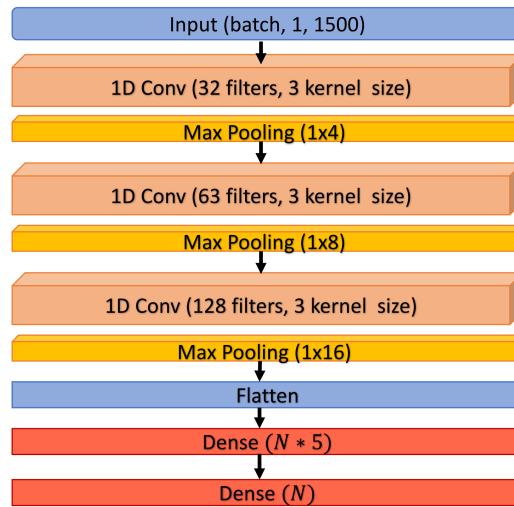 Input (batch, 1, 1500)
1D Conv (32 filters, 3 kernel size)
Max Pooling (1x4)
1D Conv (63 filters, 3 kernel size)
Max Pooling (1x8)
1D Conv (128 filters, 3 kernel size)
Max Pooling (1x16)
Flatten
Dense (N * 5)
Dense (N)